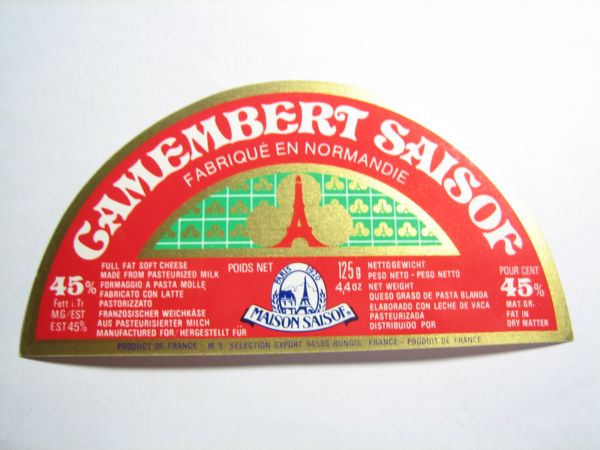 CAMEMBERT SAISOF
FABRIQUÉ EN NORMANDIE
45%
Fett i. Tr
M.G/EST
EST 45%
FULL FAT SOFT CHEESE
MADE FROM PASTEURIZED MILK
FORMAGGIO A PASTA MOLLE
FABRICATO CON LATTE
PASTORIZZATO
FRANZÖSISCHER WEICHKÄSE
AUS PASTEURISIERTER MILCH
MANUFACTURED FOR/HERGESTELLT FÜR
POIDS NET
125g
4,4oz
PARIS 1940
MAISON SAISOF
NETTOGEWICHT
PESO NETO - PESO NETTO
NET WEIGHT
QUESO GRASO DE PASTA BLANDA
ELABORADO CON LECHE DE VACA
PASTEURIZADA
DISTRIBUIDO POR
POUR CENT
45%
MAT. GR.
FAT IN
DRY MATTER
PRODUCT OF FRANCE - M.S. SELECTION EXPORT 94589 RUNGIS - FRANCE - PRODUIT DE FRANCE